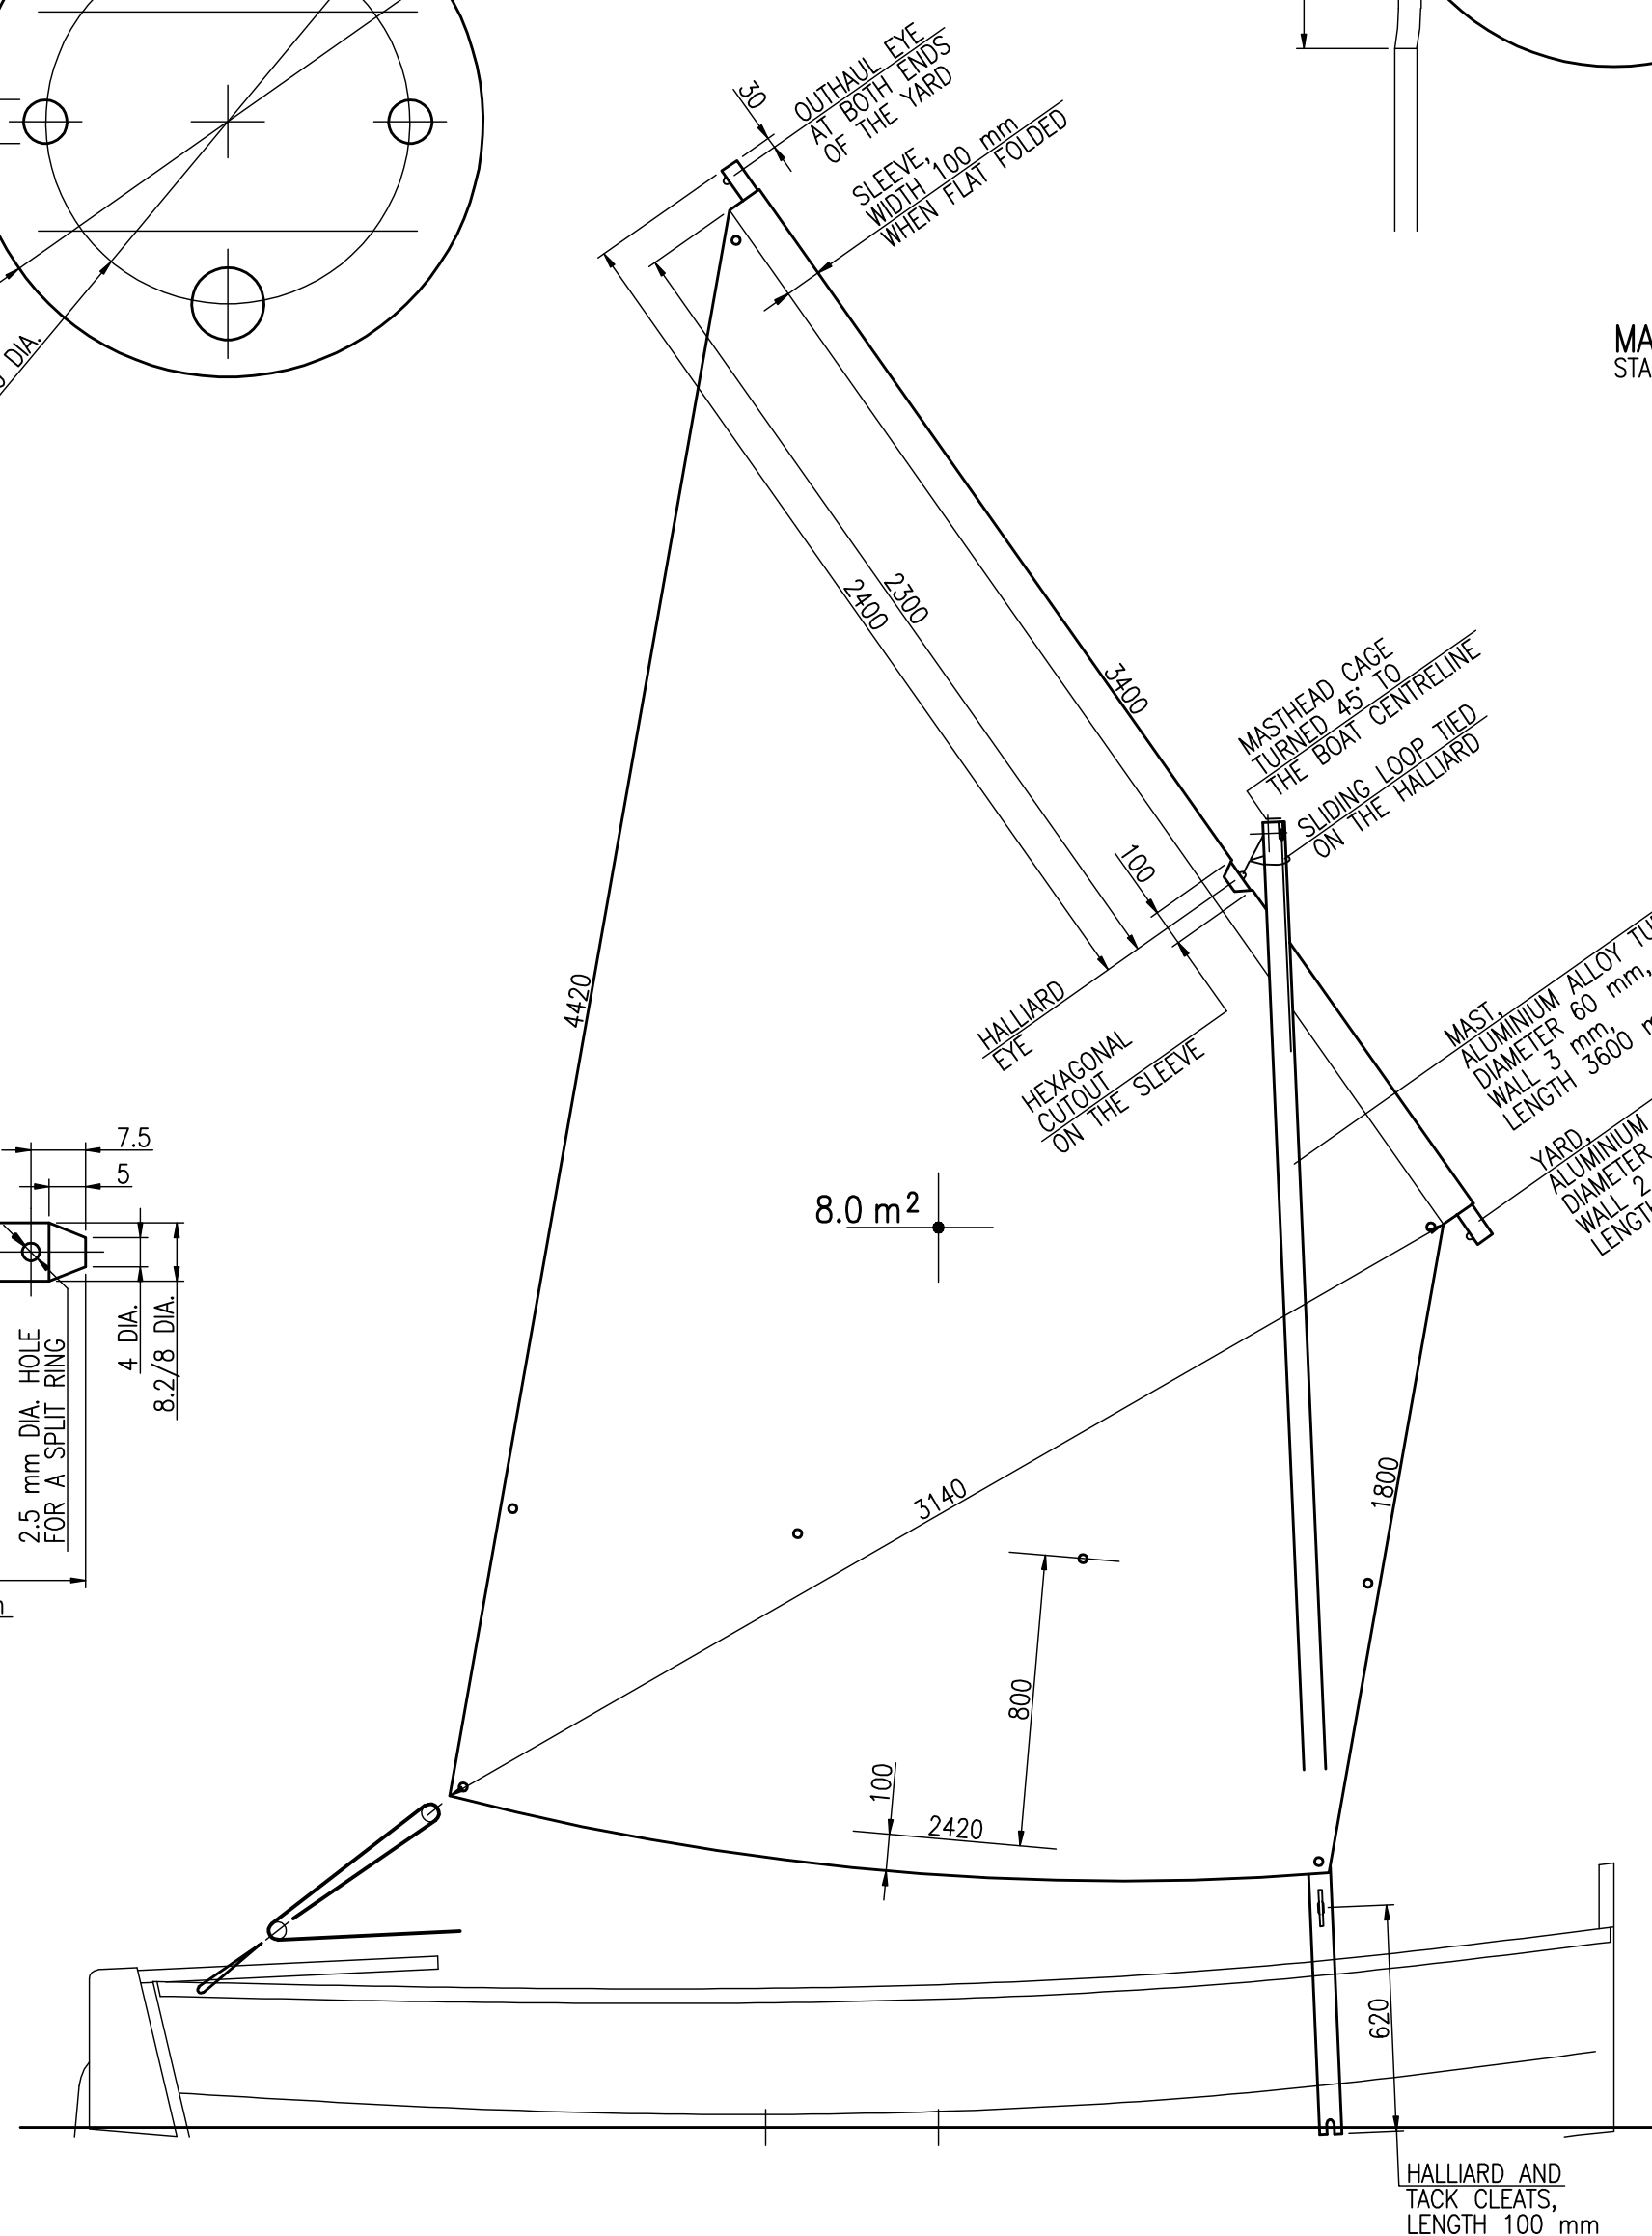 30
OUTHAUL EYE
AT BOTH ENDS
OF THE YARD
SLEEVE,
WIDTH 100 mm
WHEN FLAT FOLDED
DIA.
MA
STA
2300
2400
3400
MASTHEAD CAGE
TURNED 45° TO
THE BOAT CENTRELINE
SLIDING LOOP TIED
ON THE HALLIARD
100
4420
HALLIARD
EYE
HEXAGONAL
CUTOUT
ON THE SLEEVE
MAST,
ALUMINIUM ALLOY TU
DIAMETER 60 mm,
WALL 3 mm,
LENGTH 3600 m
YARD,
ALUMINIUM
DIAMETER
WALL 2
LENGTH
7.5
5
8.0 m²
4 DIA.
8.2/8 DIA.
2.5 mm DIA. HOLE
FOR A SPLIT RING
3140
1800
800
100
2420
620
HALLIARD AND
TACK CLEATS,
LENGTH 100 mm